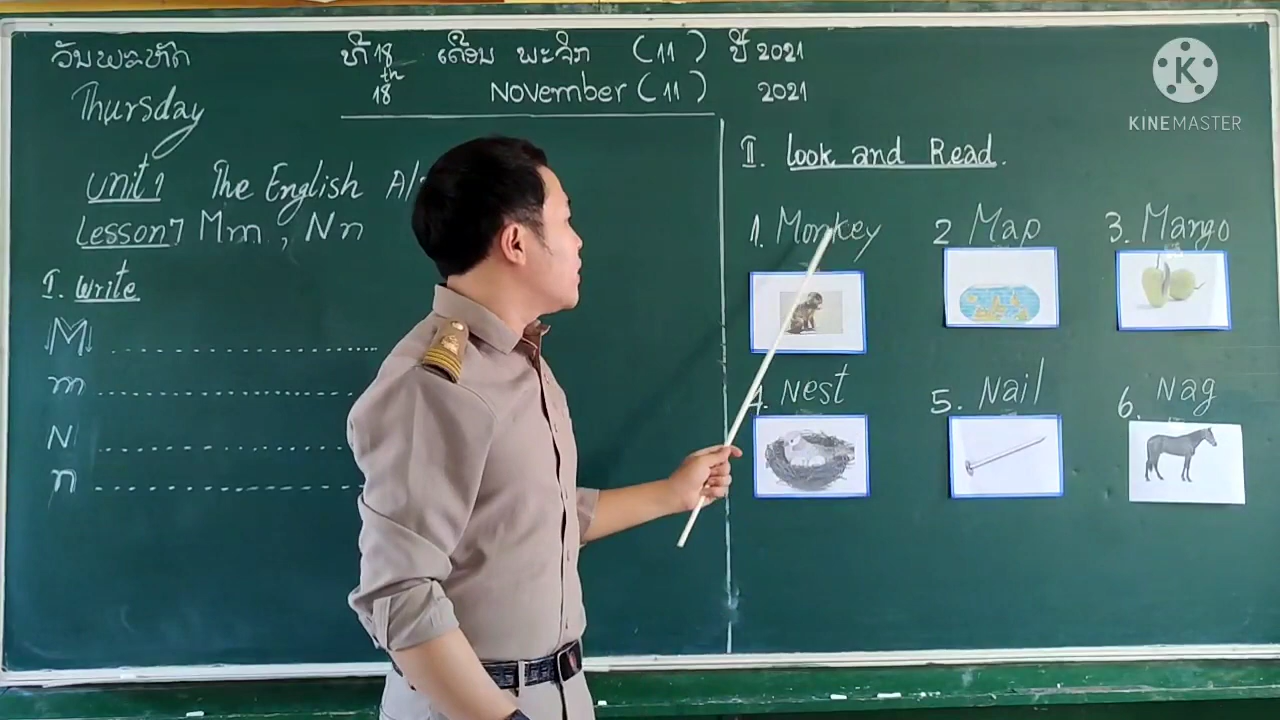 ວັນພະຫັດ ທີ 18 ເດືອນ ພະຈິກ (11) ປີ 2021
Thursday 18th November (11) 2021
Unit 1 The English
Lesson 7 Mm, Nn
I. Write
M
m
N
n
II. Look and Read.
1. Monkey 2 Map 3. Mango
4. Nest 5. Nail 6. Nag
K
KINEMASTER